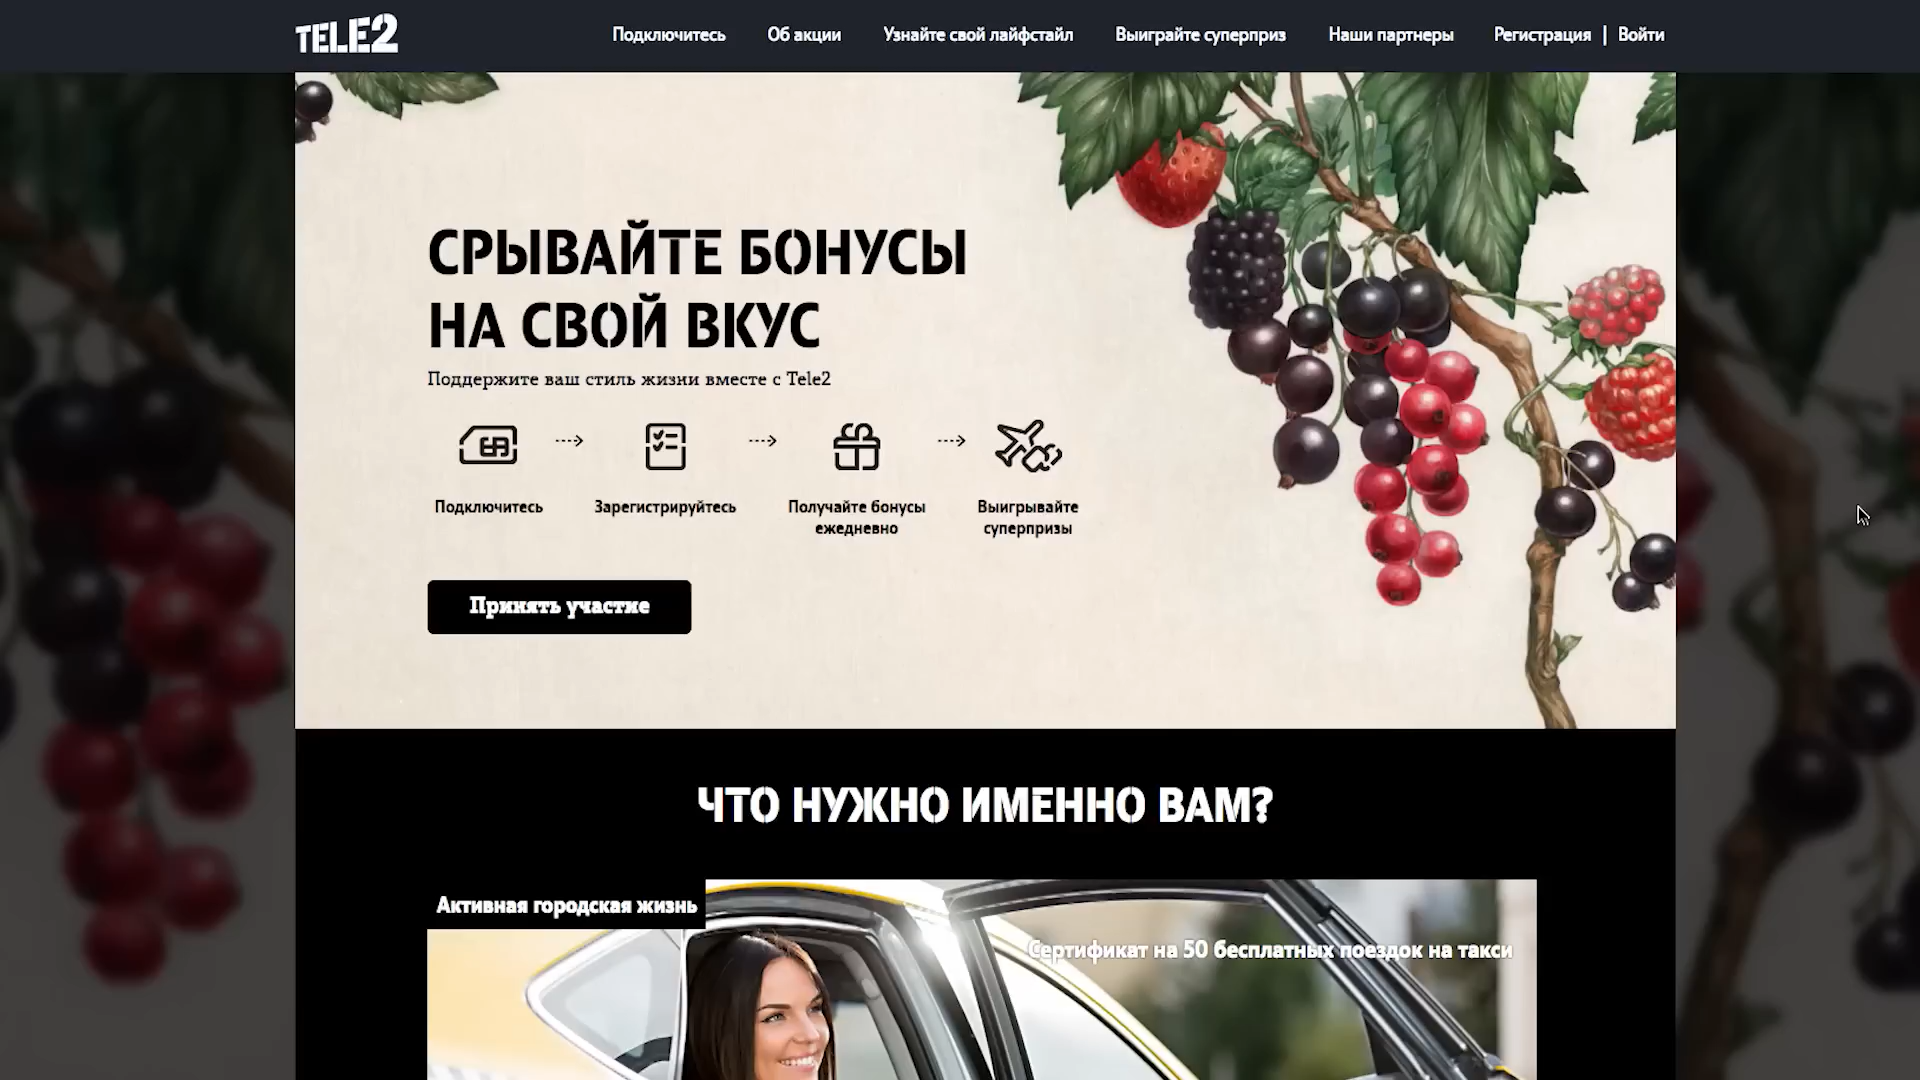 TELE2
Подключитесь
Об акции
Узнайте свой лайфстайл
Выиграйте суперприз
Наши партнеры
Регистрация | Войти
СРЫВАЙТЕ БОНУСЫ
НА СВОЙ ВКУС
Поддержите ваш стиль жизни вместе с Tele2
Подключитесь
Зарегистрируйтесь
Получайте бонусы
ежедневно
Выигрывайте
суперпризы
Принять участие
ЧТО НУЖНО ИМЕННО ВАМ?
Активная городская жизнь
Сертификат на 50 бесплатных поездок на такси